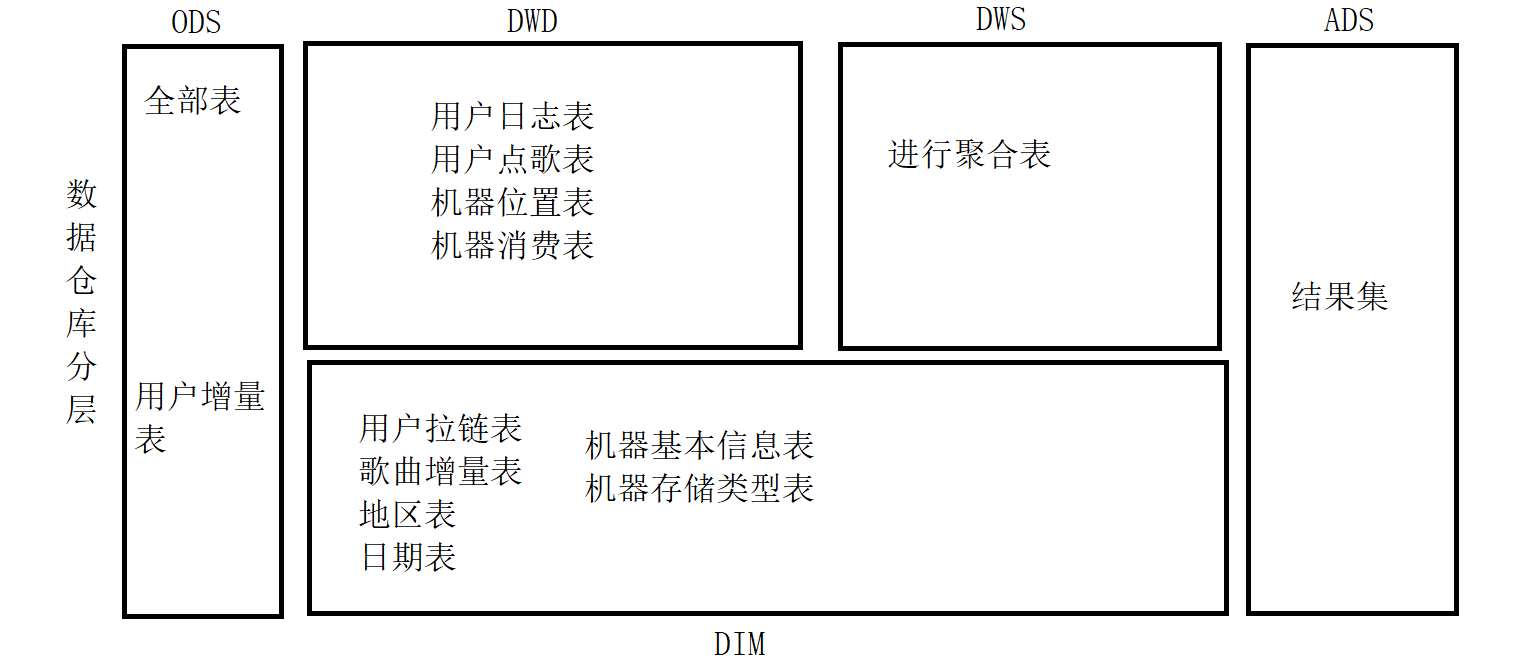 ODS
DWD
DWS
ADS
数据仓库分层
全部表
用户增量
表
用户日志表
用户点歌表
机器位置表
机器消费表
进行聚合表
结果集
用户拉链表
歌曲增量表
地区表
日期表
机器基本信息表
机器存储类型表
DIM